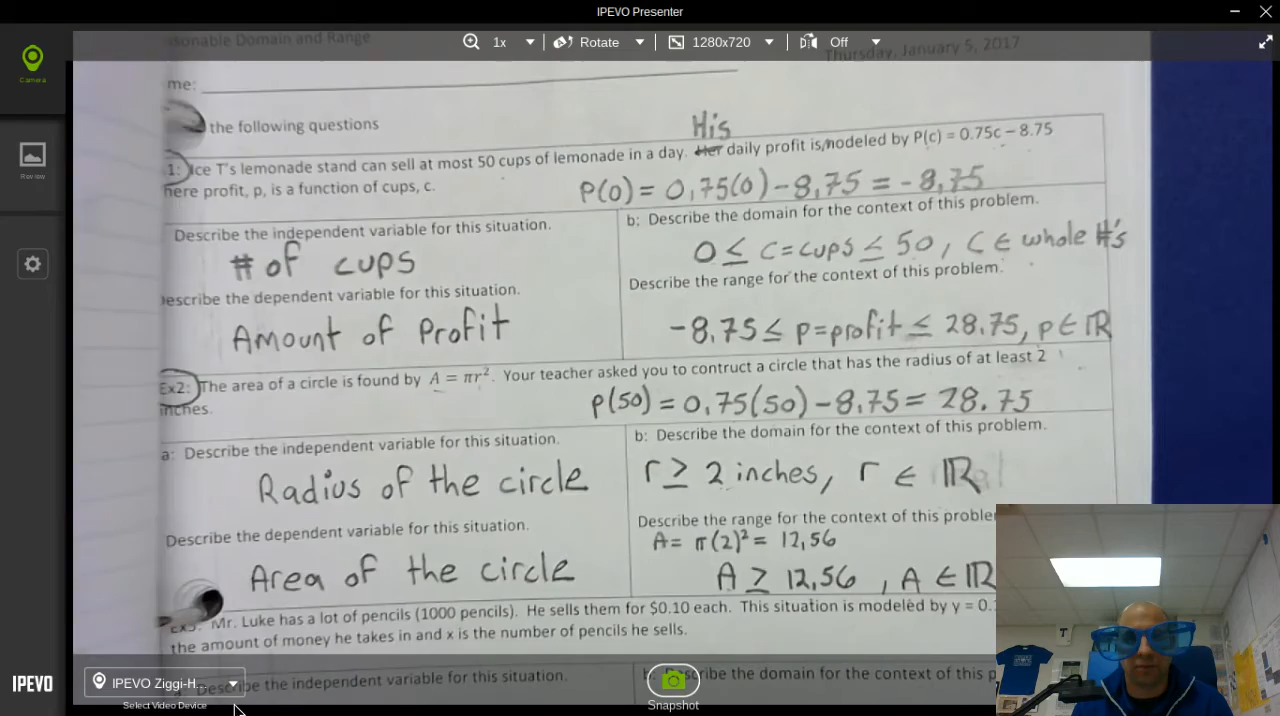 IPEVO Presenter
sonable Domain and Range
1x
Rotate
1280x720
Off
Thursday, January 5, 2017
Camera
Review
me:
the following questions
His
1: Ice T's lemonade stand can sell at most 50 cups of lemonade in a day. Her daily profit is modeled by P(c) = 0.75c – 8.75
here profit, p, is a function of cups, c.
P(0) = 0.75(0) – 8.75 = -8.75
Describe the independent variable for this situation.
# of cups
b: Describe the domain for the context of this problem.
0 ≤ c=cups ≤ 50, C ∈ whole #'s
escribe the dependent variable for this situation.
Amount of Profit
Describe the range for the context of this problem.
-8.75 ≤ p=profit ≤ 28.75, p ∈ ℝ
Ex2: The area of a circle is found by A = πr². Your teacher asked you to contruct a circle that has the radius of at least 2
inches.
p(50) = 0.75(50) – 8.75 = 28.75
a: Describe the independent variable for this situation.
Radius of the circle
b: Describe the domain for the context of this problem.
r ≥ 2 inches, r ∈ ℝ
Describe the dependent variable for this situation.
Area of the circle
Describe the range for the context of this proble
A = π(2)² = 12.56
A ≥ 12.56, A ∈ ℝ
Ex3: Mr. Luke has a lot of pencils (1000 pencils). He sells them for $0.10 each. This situation is modeled by y = 0.
the amount of money he takes in and x is the number of pencils he sells.
Describe the independent variable for this situation.
b: Describe the domain for the context of this p
IPEVO
IPEVO Ziggi-H...
Select Video Device
Snapshot